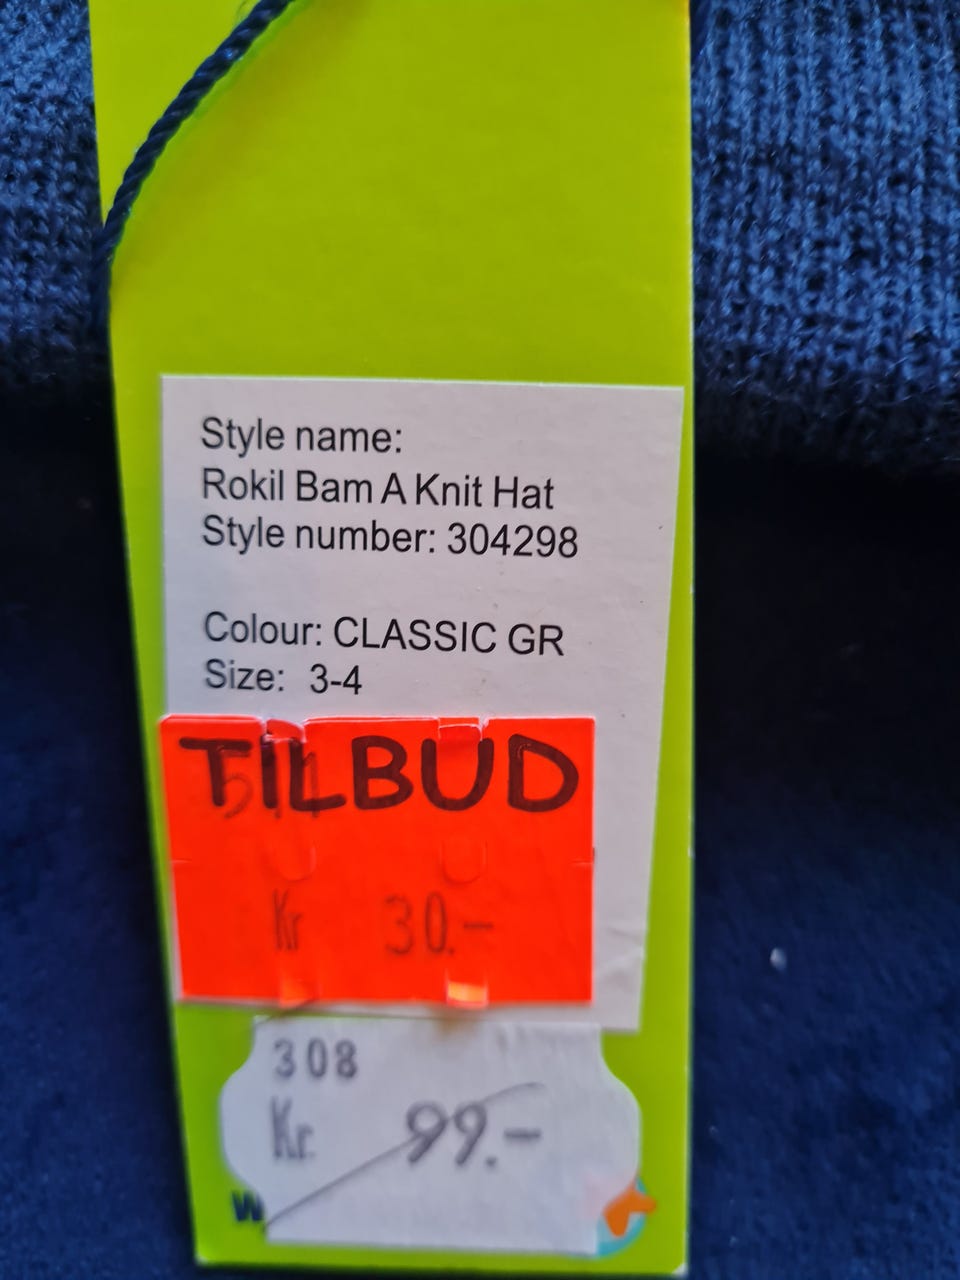 Style name:
Rokil Bam A Knit Hat
Style number: 304298
Colour: CLASSIC GR
Size: 3-4
TILBUD
Kr 30.-
308
Kr. 99.-
W